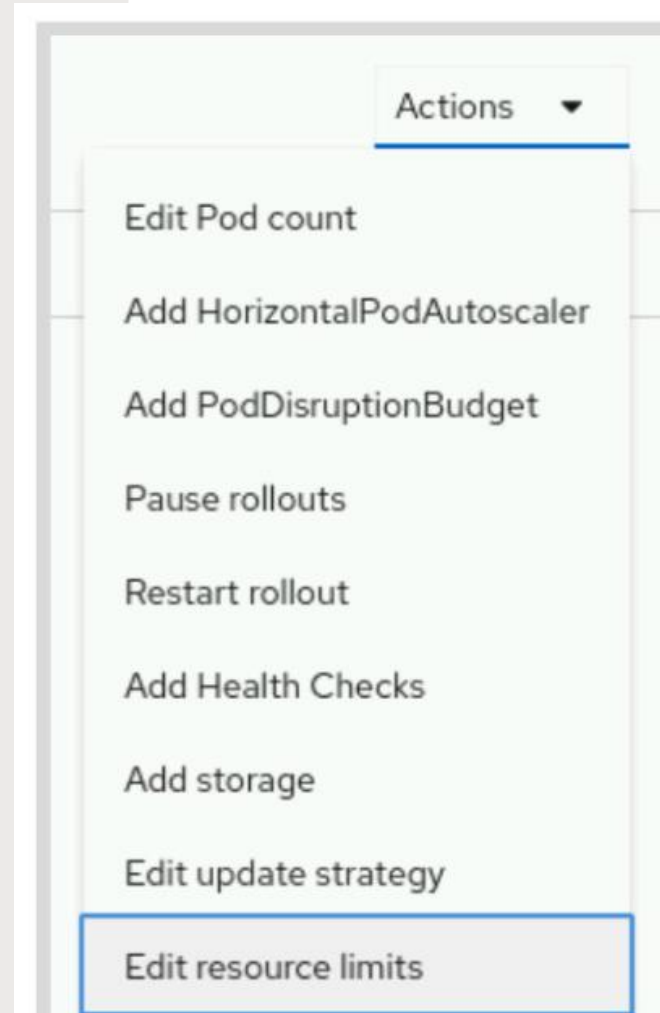 Actions
Edit Pod count
Add HorizontalPodAutoscaler
Add PodDisruptionBudget
Pause rollouts
Restart rollout
Add Health Checks
Add storage
Edit update strategy
Edit resource limits